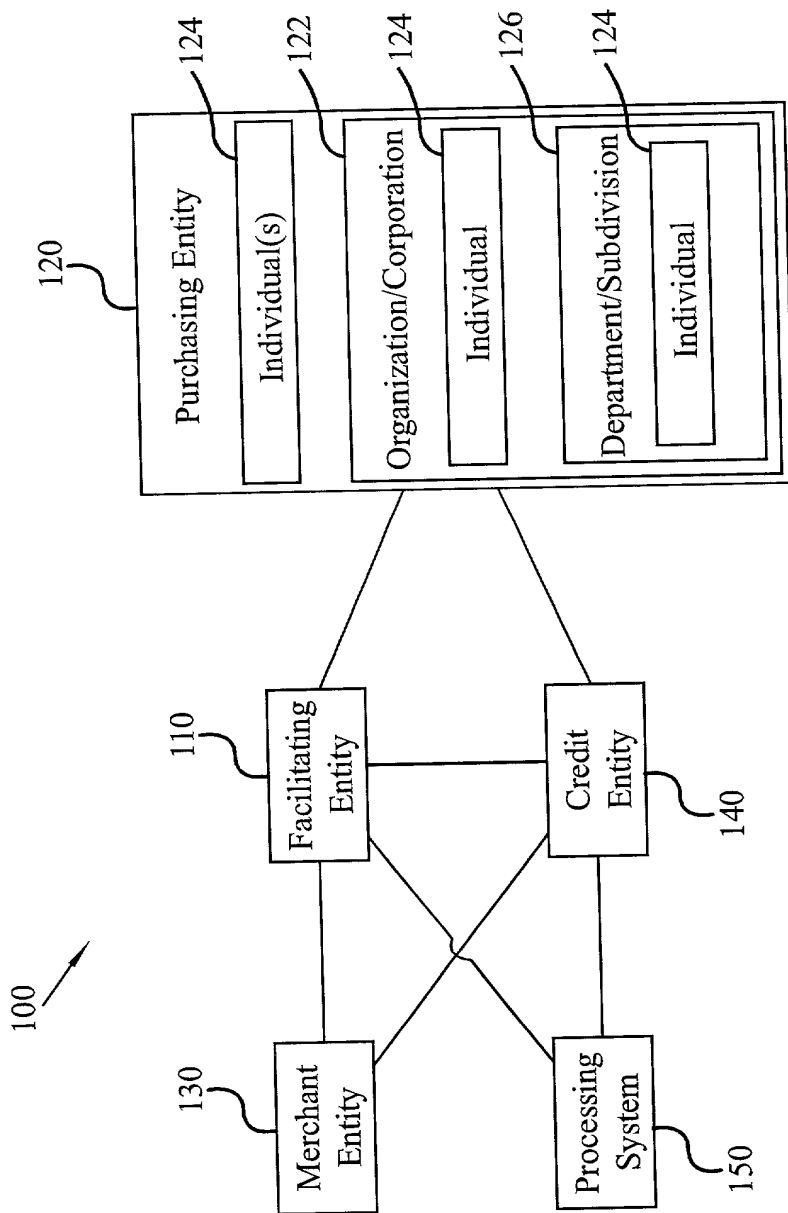 100
130
Merchant
Entity
110
Facilitating
Entity
Processing
System
150
Credit
Entity
140
120
Purchasing Entity
Individual(s)
124
Organization/Corporation
122
Individual
124
Department/Subdivision
126
Individual
124